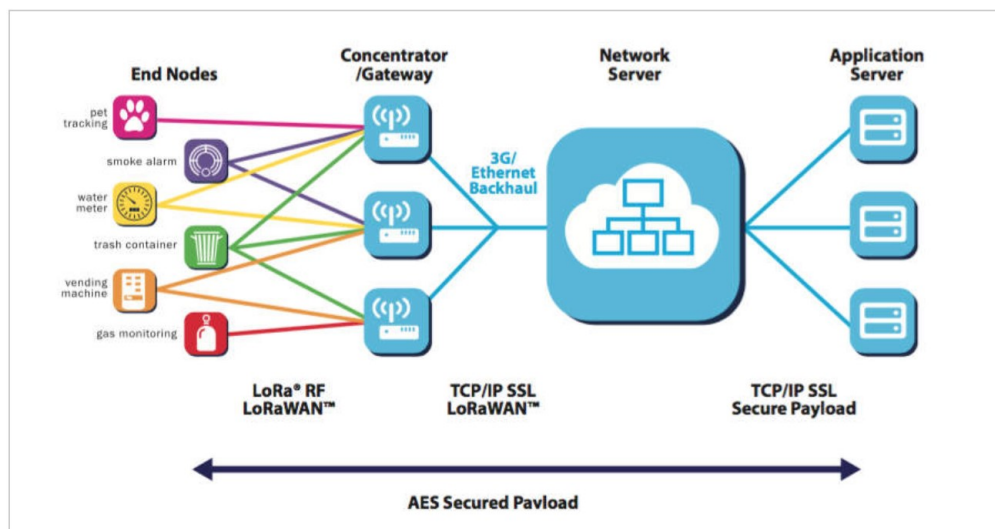 End Nodes
Concentrator
/Gateway
Network
Server
Application
Server
pet
tracking
smoke alarm
water
meter
trash container
vending
machine
gas monitoring
3G/
Ethernet
Backhaul
LoRa® RF
LoRaWAN™
TCP/IP SSL
LoRaWAN™
TCP/IP SSL
Secure Payload
AES Secured Payload